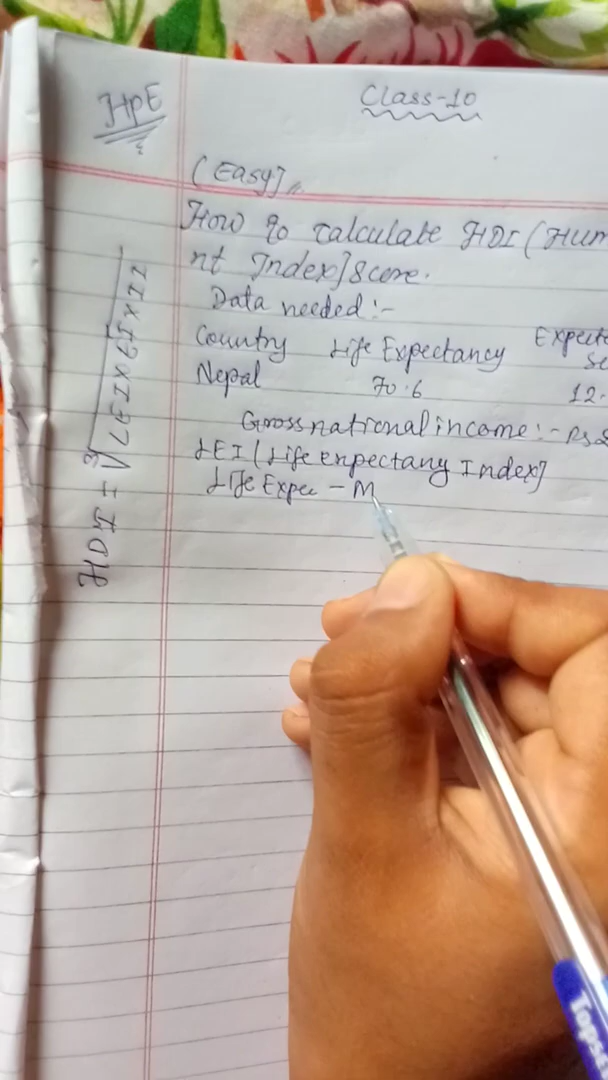 HPE
Class-10
(Easy]
How to calculate HDI (Hum
nt Index] Score.
Data needed :-
Country Life Expectancy Expecte
Nepal 70.6 12.
Gross national income :- Rs
LEI (Life expectany Index]
Life Expec - M
HDI = 3√LEI×EI×II